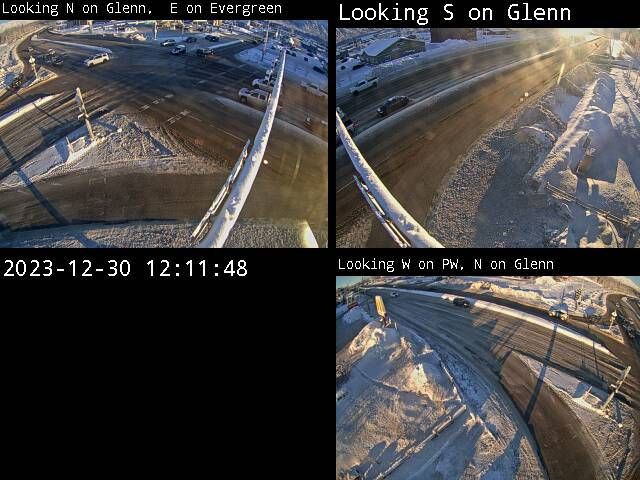 Looking N on Glenn,  E on Evergreen
Looking S on Glenn
2023-12-30 12:11:48
Looking W on PW, N on Glenn